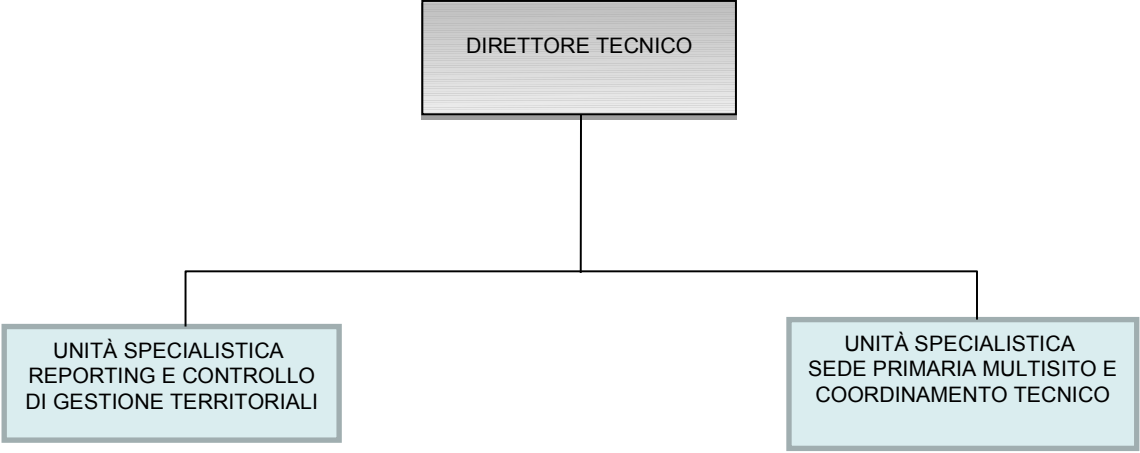 DIRETTORE TECNICO
UNITÀ SPECIALISTICA
REPORTING E CONTROLLO
DI GESTIONE TERRITORIALI
UNITÀ SPECIALISTICA
SEDE PRIMARIA MULTISITO E
COORDINAMENTO TECNICO